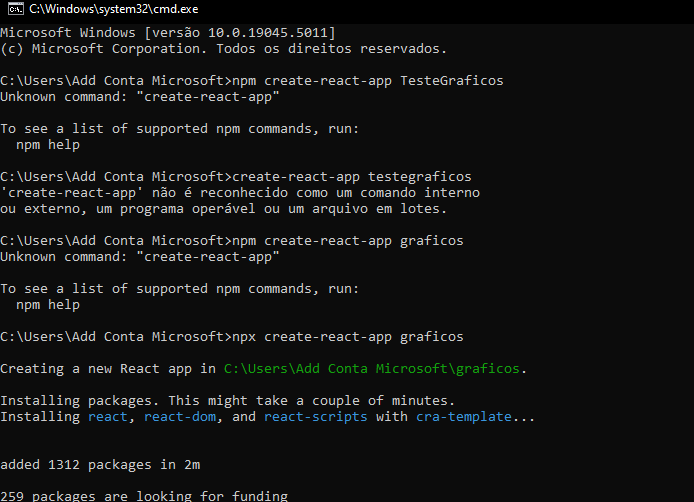 C:\Windows\system32\cmd.exe
Microsoft Windows [versão 10.0.19045.5011]
(c) Microsoft Corporation. Todos os direitos reservados.
C:\Users\Add Conta Microsoft>npm create-react-app TesteGraficos
Unknown command: "create-react-app"
To see a list of supported npm commands, run:
  npm help
C:\Users\Add Conta Microsoft>create-react-app testegraficos
'create-react-app' não é reconhecido como um comando interno
ou externo, um programa operável ou um arquivo em lotes.
C:\Users\Add Conta Microsoft>npm create-react-app graficos
Unknown command: "create-react-app"
To see a list of supported npm commands, run:
  npm help
C:\Users\Add Conta Microsoft>npx create-react-app graficos
Creating a new React app in C:\Users\Add Conta Microsoft\graficos.
Installing packages. This might take a couple of minutes.
Installing react, react-dom, and react-scripts with cra-template...
added 1312 packages in 2m
259 packages are looking for funding